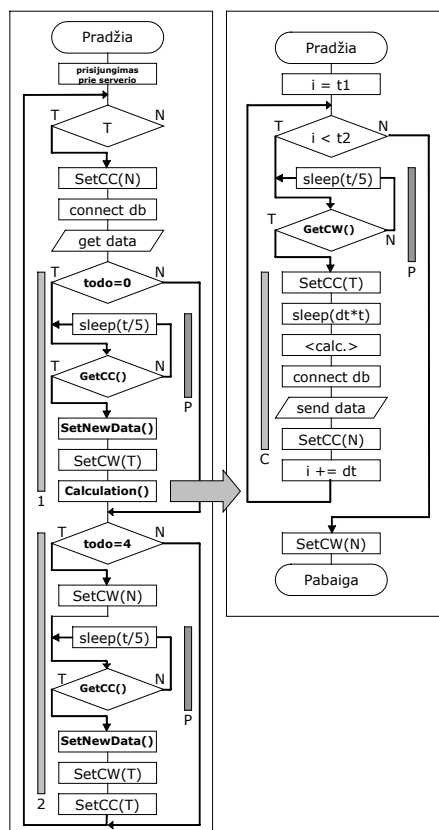 Pradžia
prisijungimas
prie serverio
T
N
T
SetCC(N)
connect db
get data
T
N
todo=0
sleep(t/5)
T
N
GetCC()
P
SetNewData()
SetCW(T)
Calculation()
1
T
N
todo=4
SetCW(N)
sleep(t/5)
T
N
GetCC()
P
SetNewData()
SetCW(T)
SetCC(T)
2
Pradžia
i = t1
T
N
i < t2
sleep(t/5)
T
GetCW()
N
P
SetCC(T)
sleep(dt*t)
<calc.>
connect db
send data
SetCC(N)
C
i += dt
SetCW(N)
Pabaiga